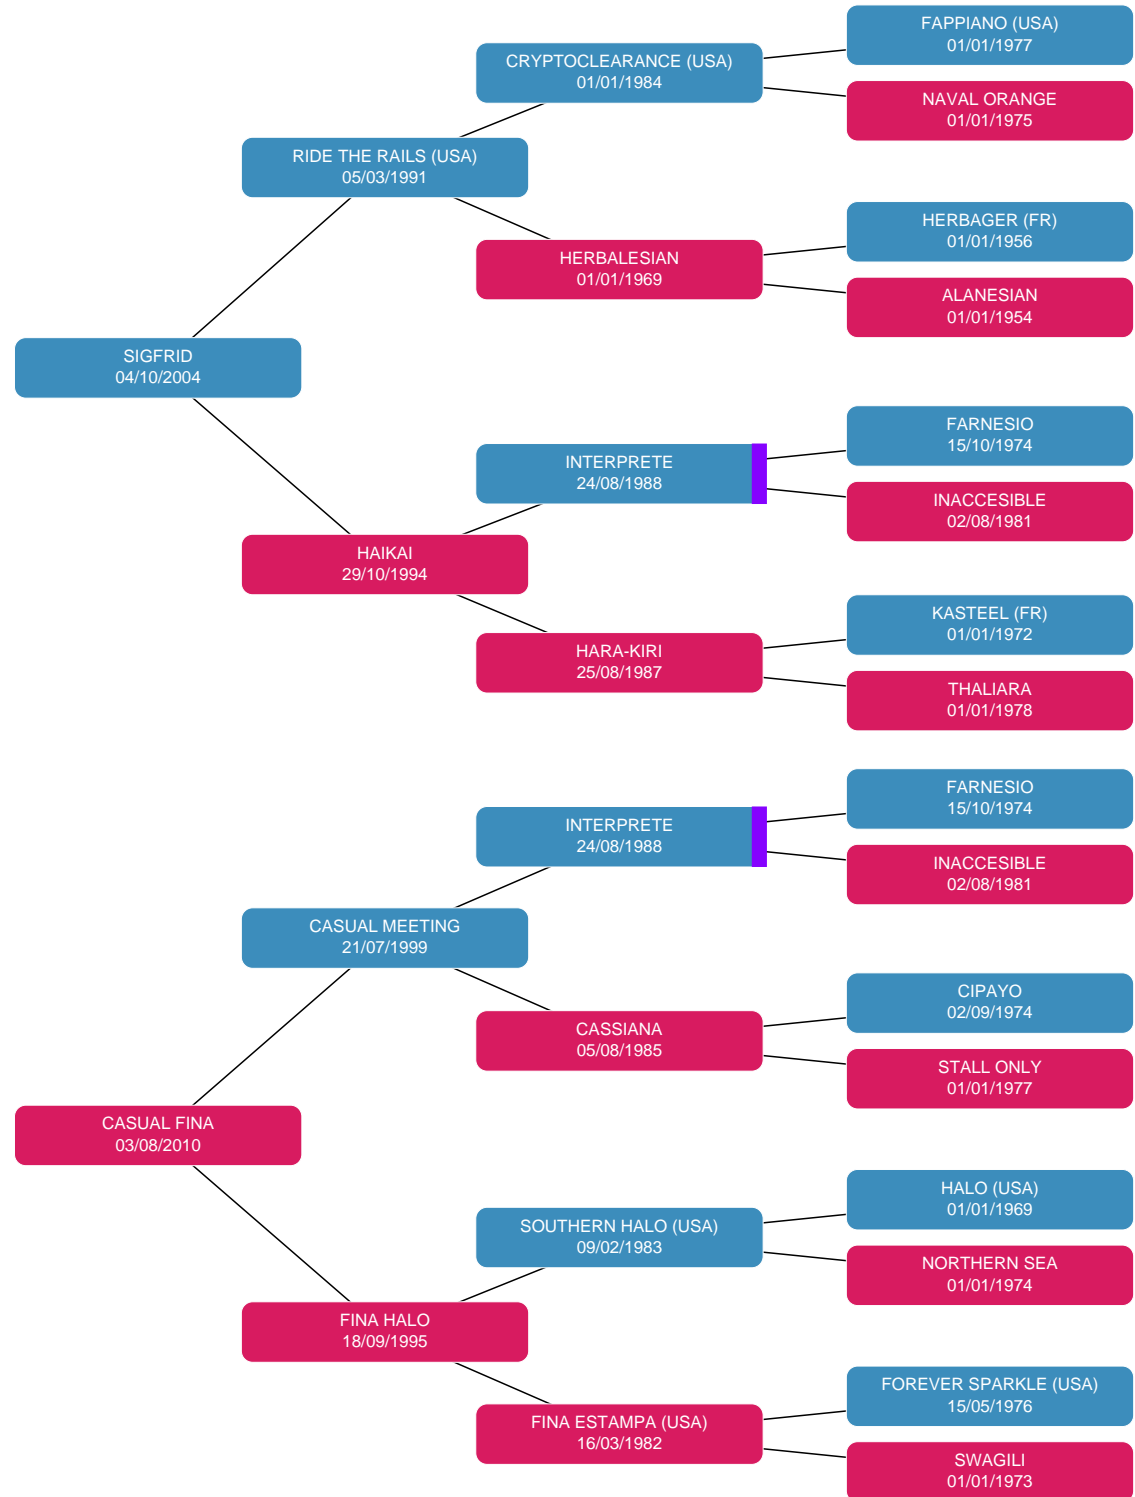 FAPPIANO (USA)
01/01/1977
CRYPTOCLEARANCE (USA)
01/01/1984
NAVAL ORANGE
01/01/1975
RIDE THE RAILS (USA)
05/03/1991
HERBAGER (FR)
01/01/1956
HERBALESIAN
01/01/1969
ALANESIAN
01/01/1954
SIGFRID
04/10/2004
FARNESIO
15/10/1974
INTERPRETE
24/08/1988
INACCESIBLE
02/08/1981
HAIKAI
29/10/1994
KASTEEL (FR)
01/01/1972
HARA-KIRI
25/08/1987
THALIARA
01/01/1978
FARNESIO
15/10/1974
INTERPRETE
24/08/1988
INACCESIBLE
02/08/1981
CASUAL MEETING
21/07/1999
CIPAYO
02/09/1974
CASSIANA
05/08/1985
STALL ONLY
01/01/1977
CASUAL FINA
03/08/2010
HALO (USA)
01/01/1969
SOUTHERN HALO (USA)
09/02/1983
NORTHERN SEA
01/01/1974
FINA HALO
18/09/1995
FOREVER SPARKLE (USA)
15/05/1976
FINA ESTAMPA (USA)
16/03/1982
SWAGILI
01/01/1973